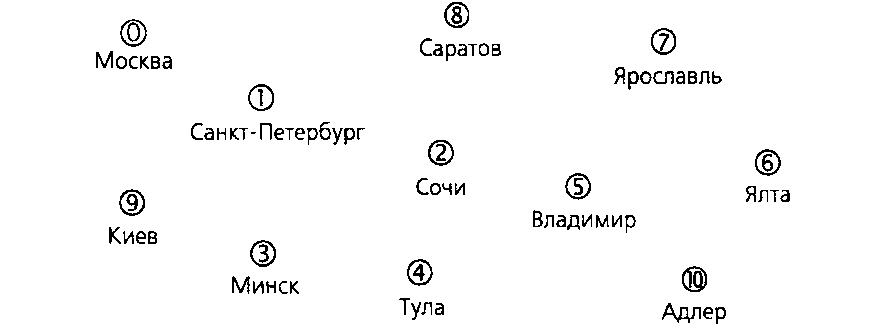 ⓪
Москва
⑧
Саратов
⑦
Ярославль
①
Санкт-Петербург
②
Сочи
⑤
Владимир
⑥
Ялта
⑨
Киев
③
Минск
④
Тула
⑩
Адлер